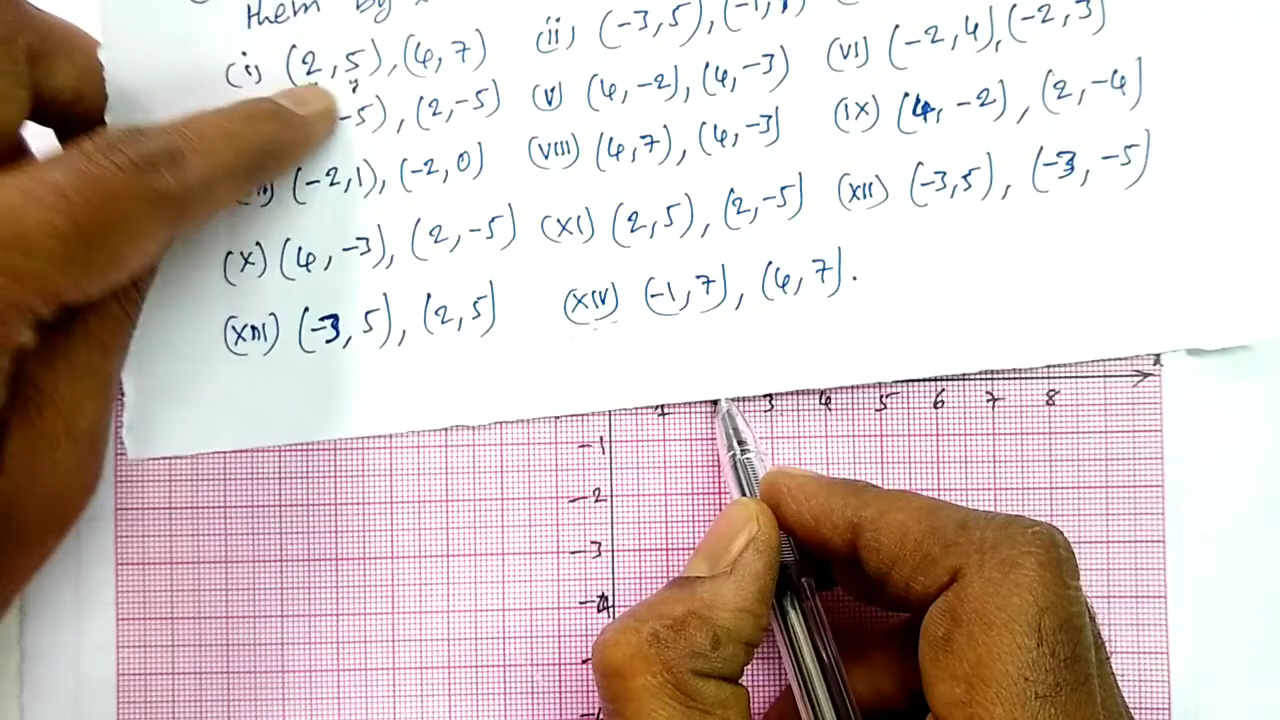 them by
(i) (2,5), (4,7) (ii) (-3,5), (-1,
-5), (2,-5) (V) (4,-2), (4,-3) (VI) (-2,4), (-2,3)
(-2,1), (-2,0) (VIII) (4,7), (4,-3) (IX) (4,-2), (2,-4)
(X) (4,-3), (2,-5) (XI) (2,5), (2,-5) (XII) (-3,5), (-3,-5)
(XIII) (-3,5), (2,5) (XIV) (-1,7), (4,7).
1 3 4 5 6 7 8
-1
-2
-3
-4